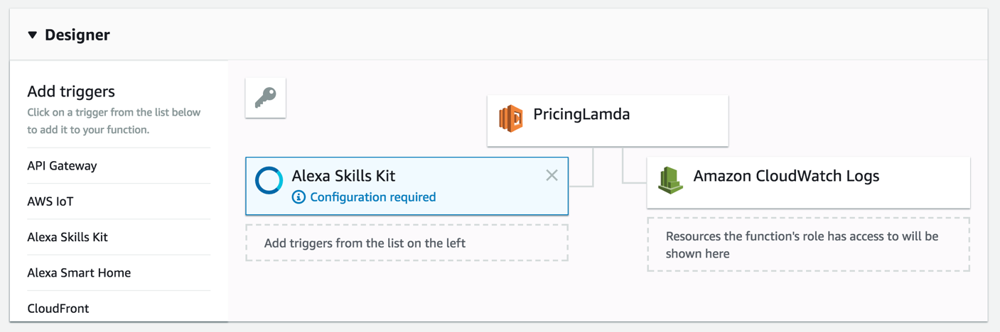 Designer
Add triggers
Click on a trigger from the list below
to add it to your function.
API Gateway
AWS IoT
Alexa Skills Kit
Alexa Smart Home
CloudFront
PricingLamda
Alexa Skills Kit
Configuration required
Add triggers from the list on the left
Amazon CloudWatch Logs
Resources the function's role has access to will be
shown here